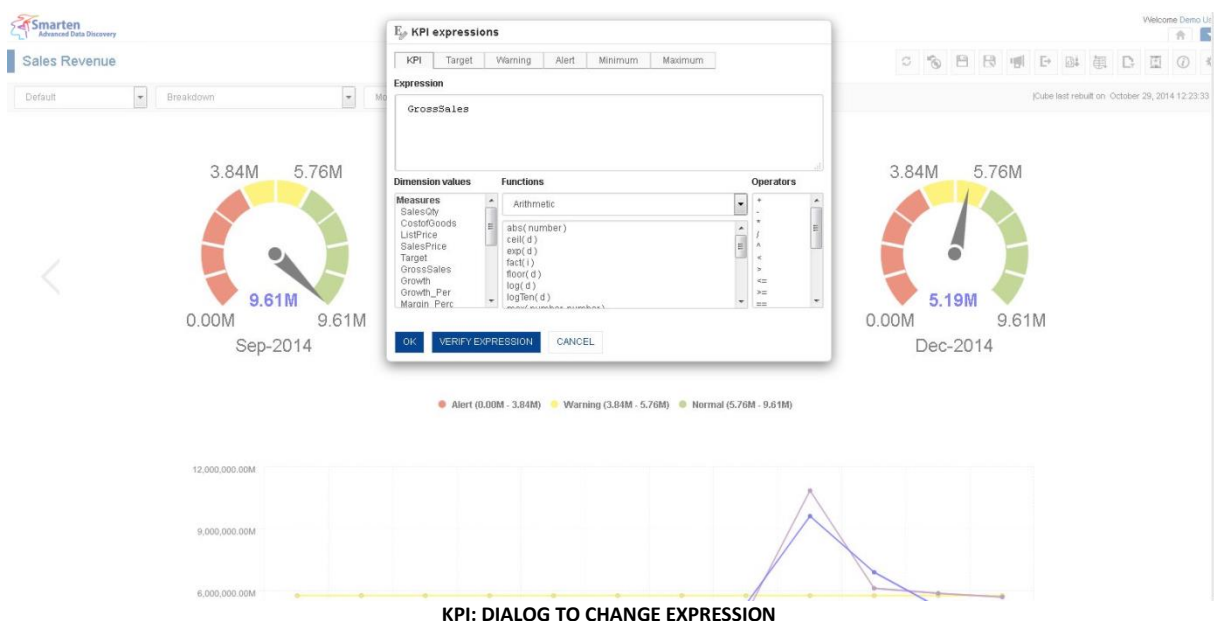 Smarten
Advanced Data Discovery
Welcome Demo Us
Sales Revenue
Default
Breakdown
Mo
|Cube last rebuilt on October 29, 2014 12:23:33
KPI expressions
KPI Target Warning Alert Minimum Maximum
Expression
GrossSales
Dimension values Functions Operators
Measures
SalesQty
CostofGoods
ListPrice
SalesPrice
Target
GrossSales
Growth
Growth_Per
Margin_Perc
Arithmetic
abs( number )
ceil( d )
exp( d )
fact( i )
floor( d )
log( d )
logTen( d )
max( number, number )
+
-
*
/
^
<
>
<=
>=
==
OK VERIFY EXPRESSION CANCEL
3.84M 5.76M
9.61M
0.00M 9.61M
Sep-2014
3.84M 5.76M
5.19M
0.00M 9.61M
Dec-2014
Alert (0.00M - 3.84M) Warning (3.84M - 5.76M) Normal (5.76M - 9.61M)
12,000,000.00M
9,000,000.00M
6,000,000.00M
KPI: DIALOG TO CHANGE EXPRESSION